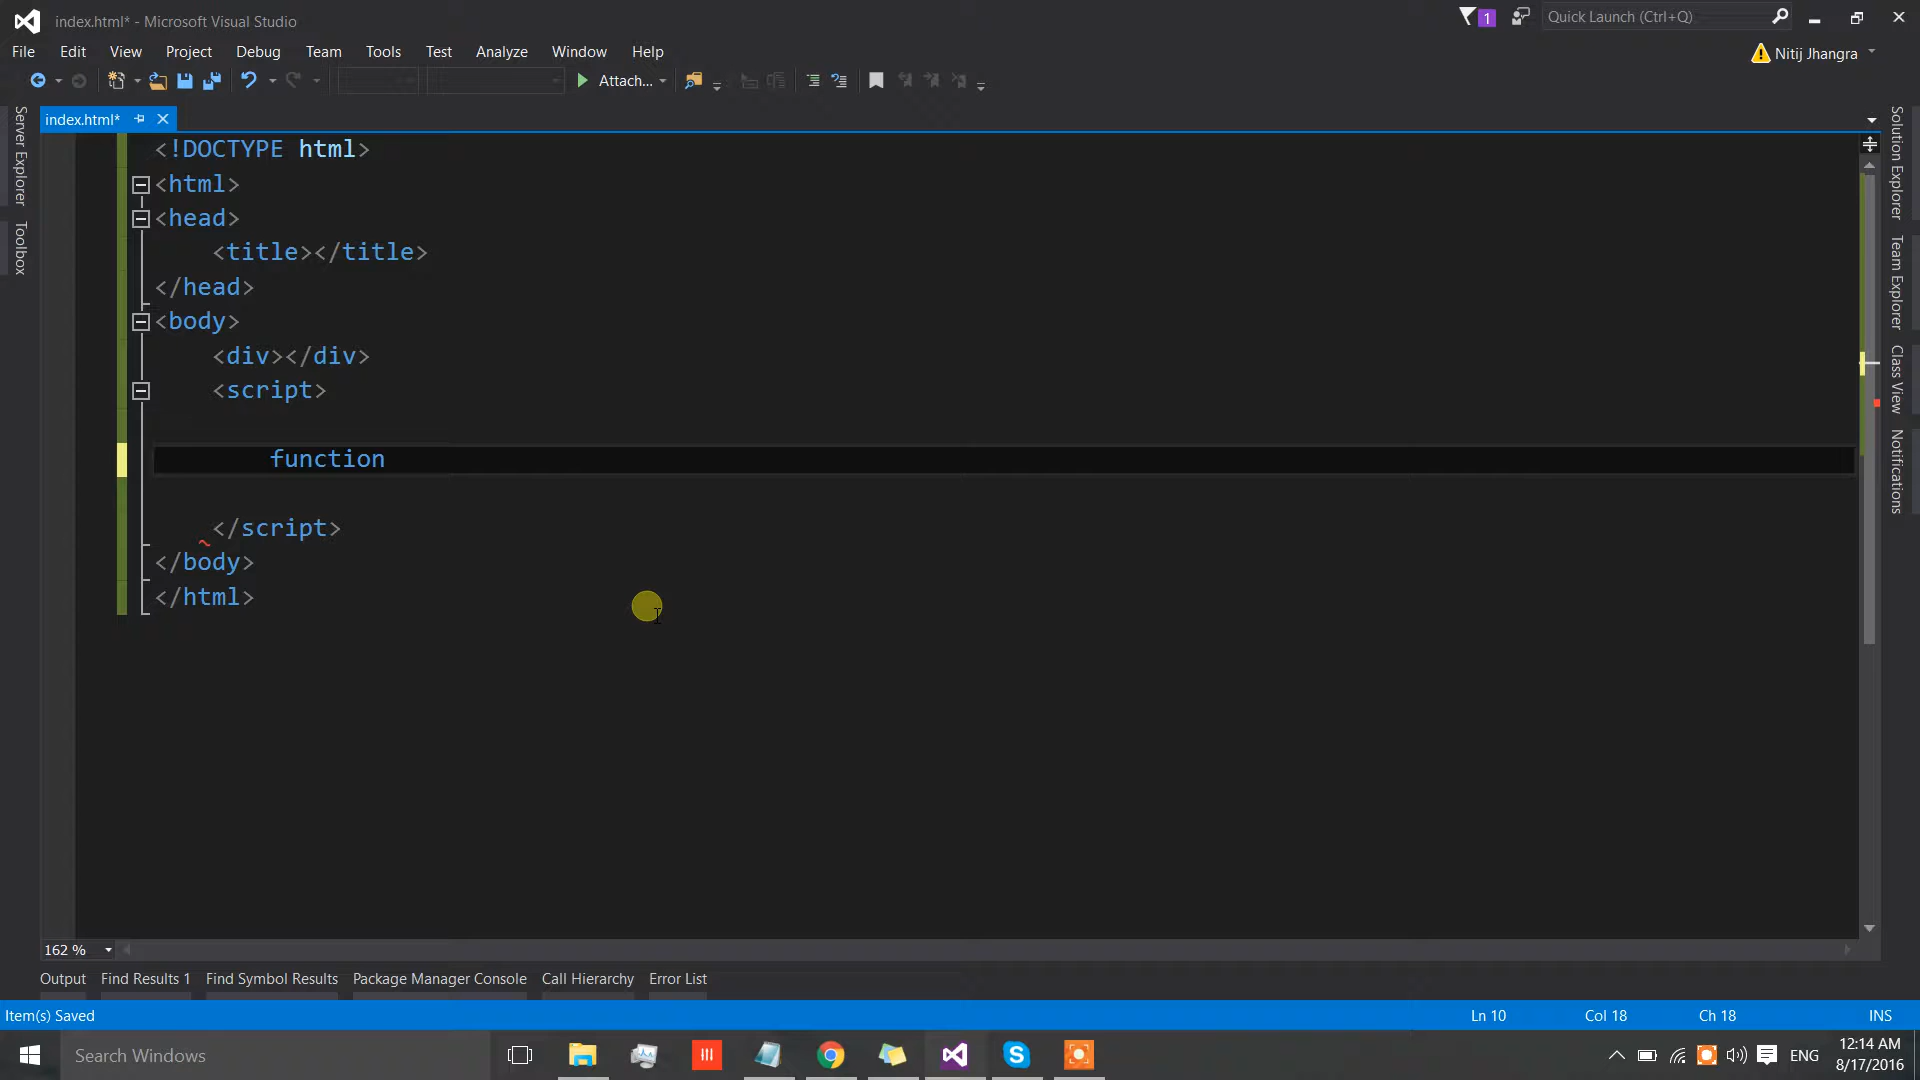 index.html* - Microsoft Visual Studio
1
Quick Launch (Ctrl+Q)
File Edit View Project Debug Team Tools Test Analyze Window Help
Nitij Jhangra
Attach...
index.html*
Server Explorer
Toolbox
<!DOCTYPE html>
<html>
<head>
<title></title>
</head>
<body>
<div></div>
<script>
function
</script>
</body>
</html>
Solution Explorer
Team Explorer
Class View
Notifications
162 %
Output Find Results 1 Find Symbol Results Package Manager Console Call Hierarchy Error List
Item(s) Saved
Ln 10 Col 18 Ch 18 INS
Search Windows
ENG
12:14 AM
8/17/2016